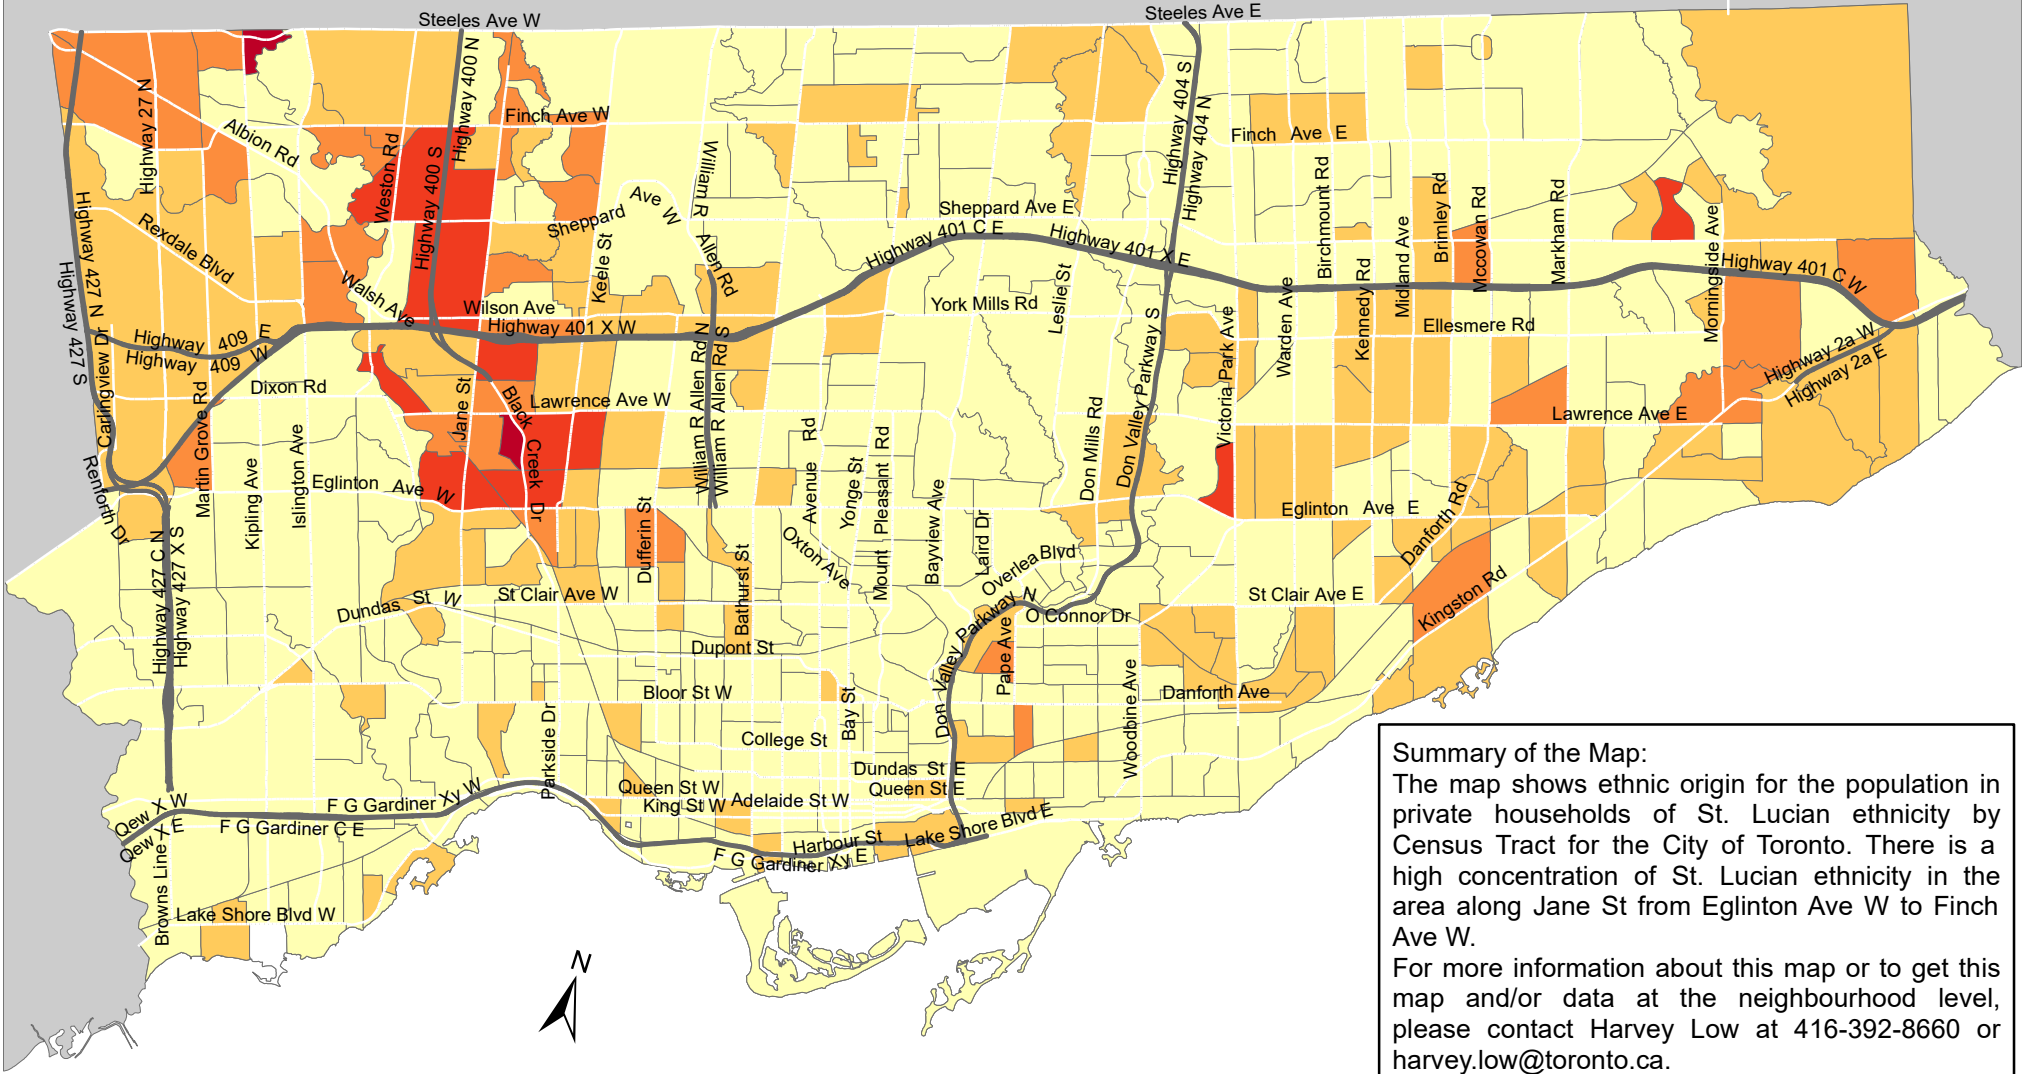 Steeles Ave W
Steeles Ave E
Highway 400 N
Highway 404 S
Highway 404 N
Highway 27 N
Finch Ave W
Finch Ave E
Albion Rd
Weston Rd
Highway 400 S
William R
Allen Rd
Birchmount Rd
Brimley Rd
Mccowan Rd
Markham Rd
Midland Ave
Morningside Ave
Highway 427 N
Highway 427 S
Rexdale Blvd
Sheppard Ave W
Sheppard Ave E
Keele St
Highway 401 C E
Highway 401 X E
Highway 401 C W
Walsh Ave
Wilson Ave
Highway 401 X W
York Mills Rd
Leslie St
Warden Ave
Kennedy Rd
Ellesmere Rd
Highway 409 E
Highway 409 W
Carlingview Dr
Dixon Rd
Martin Grove Rd
Jane St
Black Creek Dr
Lawrence Ave W
William R Allen Rd N
William R Allen Rd S
Don Valley Parkway S
Victoria Park Ave
Highway 2a W
Highway 2a E
Lawrence Ave E
Renforth Dr
Kipling Ave
Islington Ave
Eglinton Ave W
Dufferin St
Avenue Rd
Yonge St
Mount Pleasant Rd
Bayview Ave
Laird Dr
Don Mills Rd
Eglinton Ave E
Danforth Rd
Highway 427 C N
Highway 427 X S
Oxton Ave
Overlea Blvd
Bathurst St
Dundas St W
St Clair Ave W
St Clair Ave E
Kingston Rd
Don Valley Parkway N
O Connor Dr
Pape Ave
Dupont St
Bloor St W
Woodbine Ave
Danforth Ave
Bay St
Parkside Dr
College St
Dundas St E
Queen St E
Queen St W
King St W
Adelaide St W
Qew X W
Qew X E
F G Gardiner Xy W
F G Gardiner C E
Harbour St
Lake Shore Blvd E
F G Gardiner Xy E
Browns Line
Lake Shore Blvd W
N
Summary of the Map:
The map shows ethnic origin for the population in
private households of St. Lucian ethnicity by
Census Tract for the City of Toronto. There is a
high concentration of St. Lucian ethnicity in the
area along Jane St from Eglinton Ave W to Finch
Ave W.
For more information about this map or to get this
map and/or data at the neighbourhood level,
please contact Harvey Low at 416-392-8660 or
harvey.low@toronto.ca.